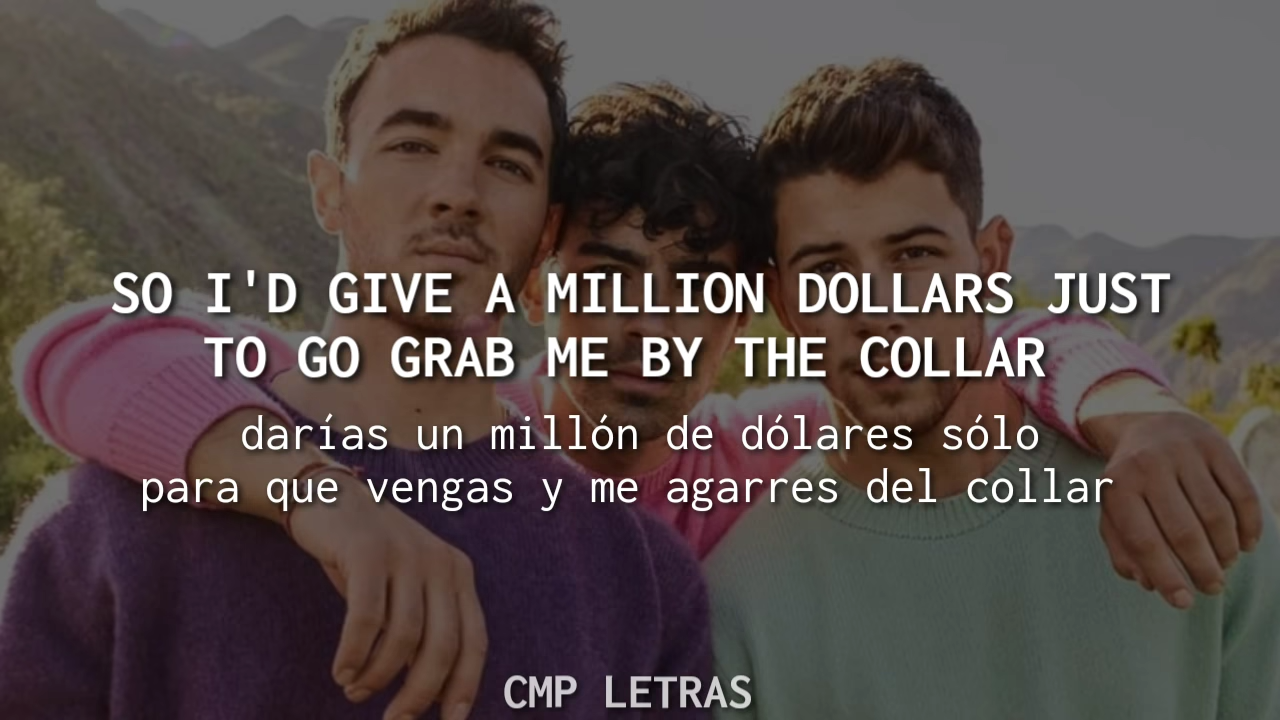 SO I'D GIVE A MILLION DOLLARS JUST
TO GO GRAB ME BY THE COLLAR
darías un millón de dólares sólo
para que vengas y me agarres del collar
CMP LETRAS